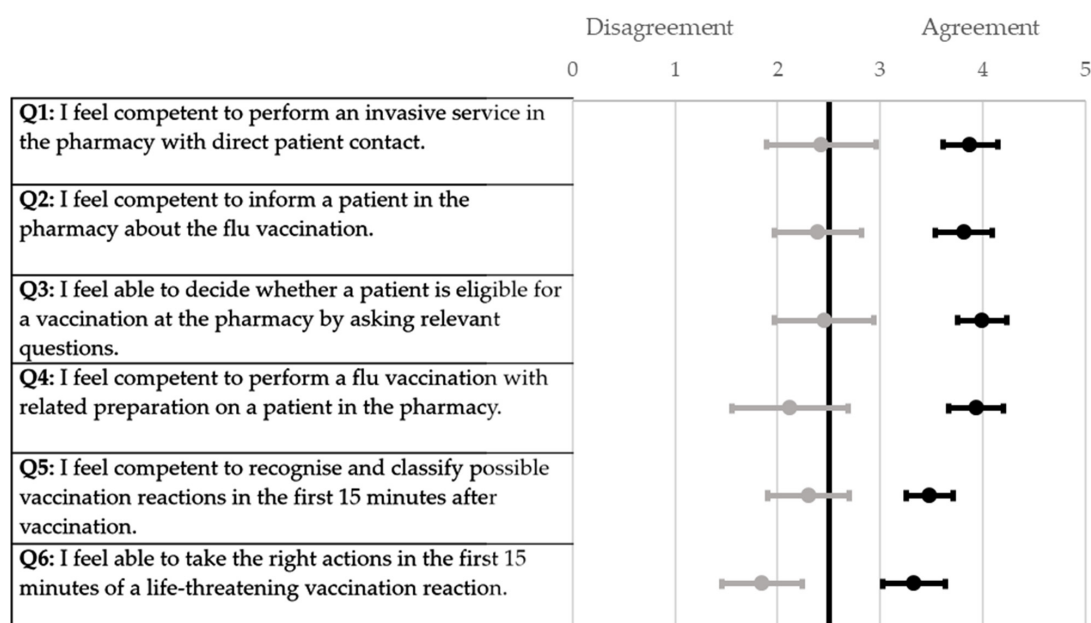 Disagreement Agreement
0 1 2 3 4 5
Q1: I feel competent to perform an invasive service in
the pharmacy with direct patient contact.
Q2: I feel competent to inform a patient in the
pharmacy about the flu vaccination.
Q3: I feel able to decide whether a patient is eligible for
a vaccination at the pharmacy by asking relevant
questions.
Q4: I feel competent to perform a flu vaccination with
related preparation on a patient in the pharmacy.
Q5: I feel competent to recognise and classify possible
vaccination reactions in the first 15 minutes after
vaccination.
Q6: I feel able to take the right actions in the first 15
minutes of a life-threatening vaccination reaction.